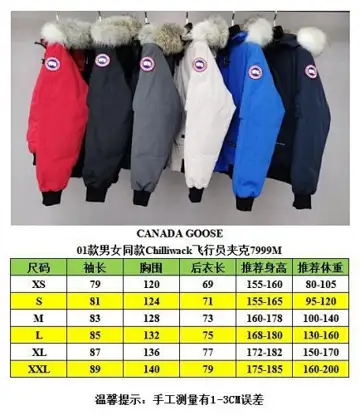 CANADA GOOSE
01款男女同款Chilliwack飞行员夹克7999M
尺码 袖长 胸围 后衣长 推荐身高 推荐体重
XS 79 120 69 155-160 80-105
S 81 124 71 155-165 95-120
M 83 128 73 160-178 100-140
L 85 132 75 168-180 130-160
XL 87 136 77 172-182 150-170
XXL 89 140 79 175-185 160-200
温馨提示：手工测量有1-3CM误差